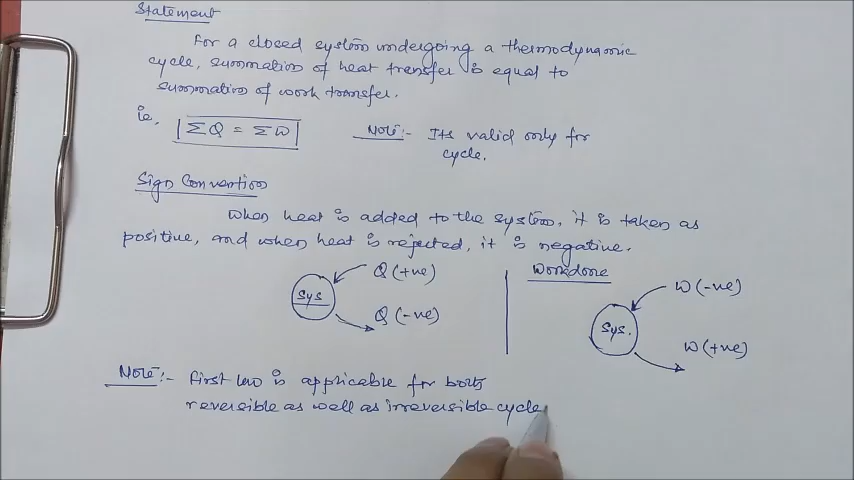 Statement
For a closed system undergoing a thermodynamic
cycle, summation of heat transfer is equal to
summation of work transfer.
ie, ΣQ = ΣW
Note:- Its valid only for
cycle.
Sign Convention
When heat is added to the system, it is taken as
positive, and when heat is rejected, it is negative.
Q (+ve)
sys
Q (-ve)
Workdone
W (-ve)
sys.
W (+ve)
Note:- First law is applicable for both
reversible as well as irreversible cycle